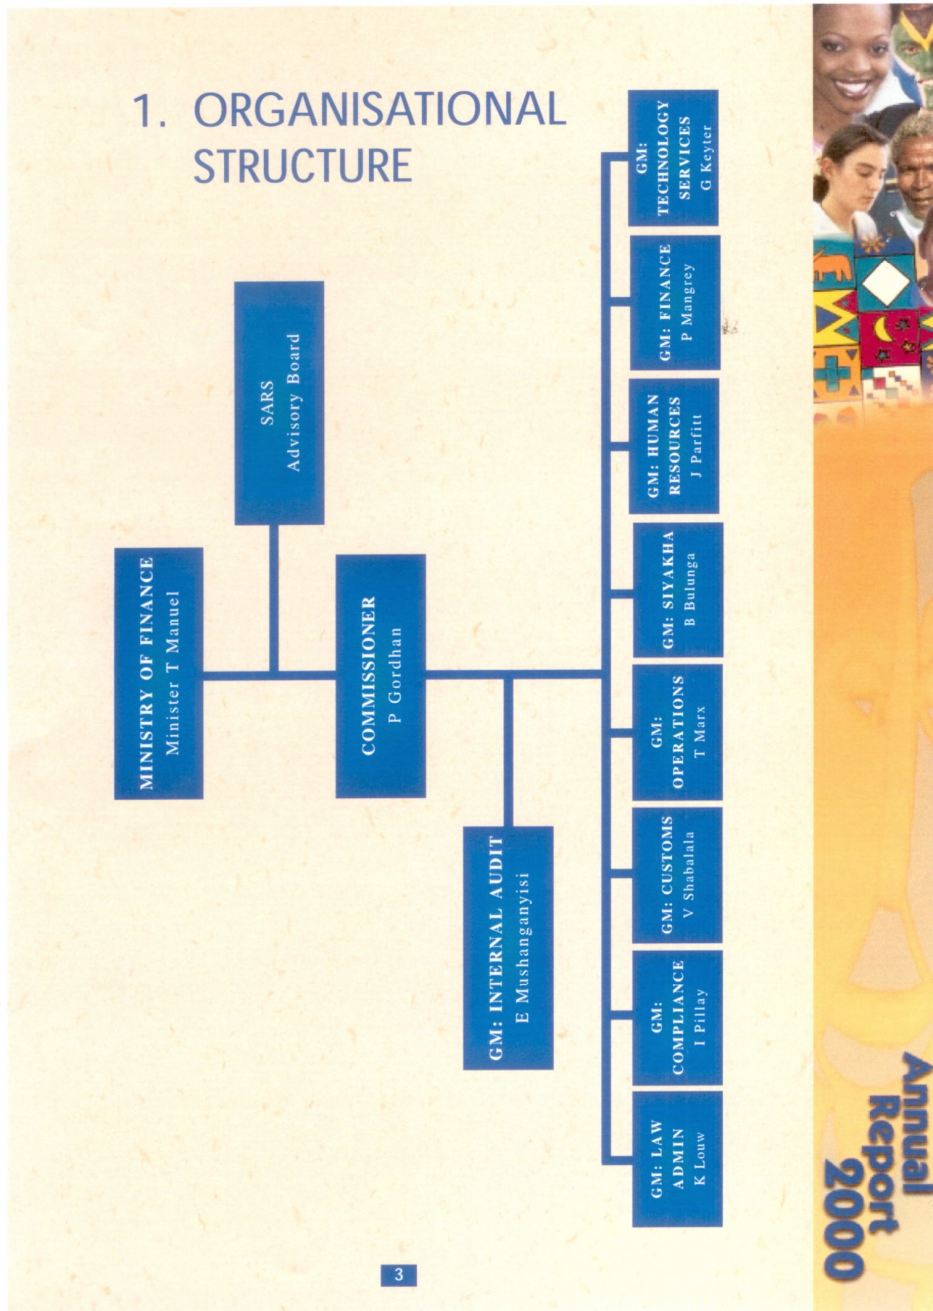 1. ORGANISATIONAL
STRUCTURE
MINISTRY OF FINANCE
Minister T Manuel
SARS
Advisory Board
COMMISSIONER
P Gordhan
GM: INTERNAL AUDIT
E Mushanganyisi
GM: LAW
ADMIN
K Louw
GM:
COMPLIANCE
I Pillay
GM: CUSTOMS
V Shabalala
GM:
OPERATIONS
T Marx
GM: SIYAKHA
B Bulunga
GM: HUMAN
RESOURCES
J Parfitt
GM: FINANCE
P Mangrey
GM:
TECHNOLOGY
SERVICES
G Keyter
3
Annual
Report
2000